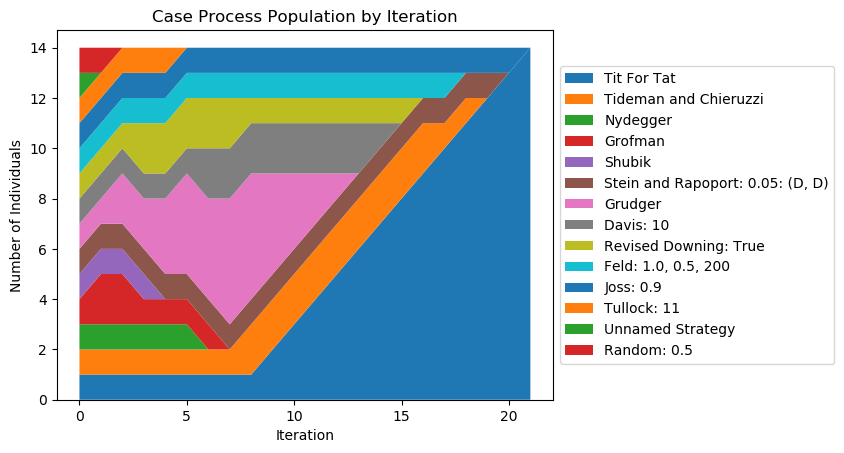 Case Process Population by Iteration
Number of Individuals
14
12
10
8
6
4
2
0
0
5
10
15
20
Iteration
Tit For Tat
Tideman and Chieruzzi
Nydegger
Grofman
Shubik
Stein and Rapoport: 0.05: (D, D)
Grudger
Davis: 10
Revised Downing: True
Feld: 1.0, 0.5, 200
Joss: 0.9
Tullock: 11
Unnamed Strategy
Random: 0.5